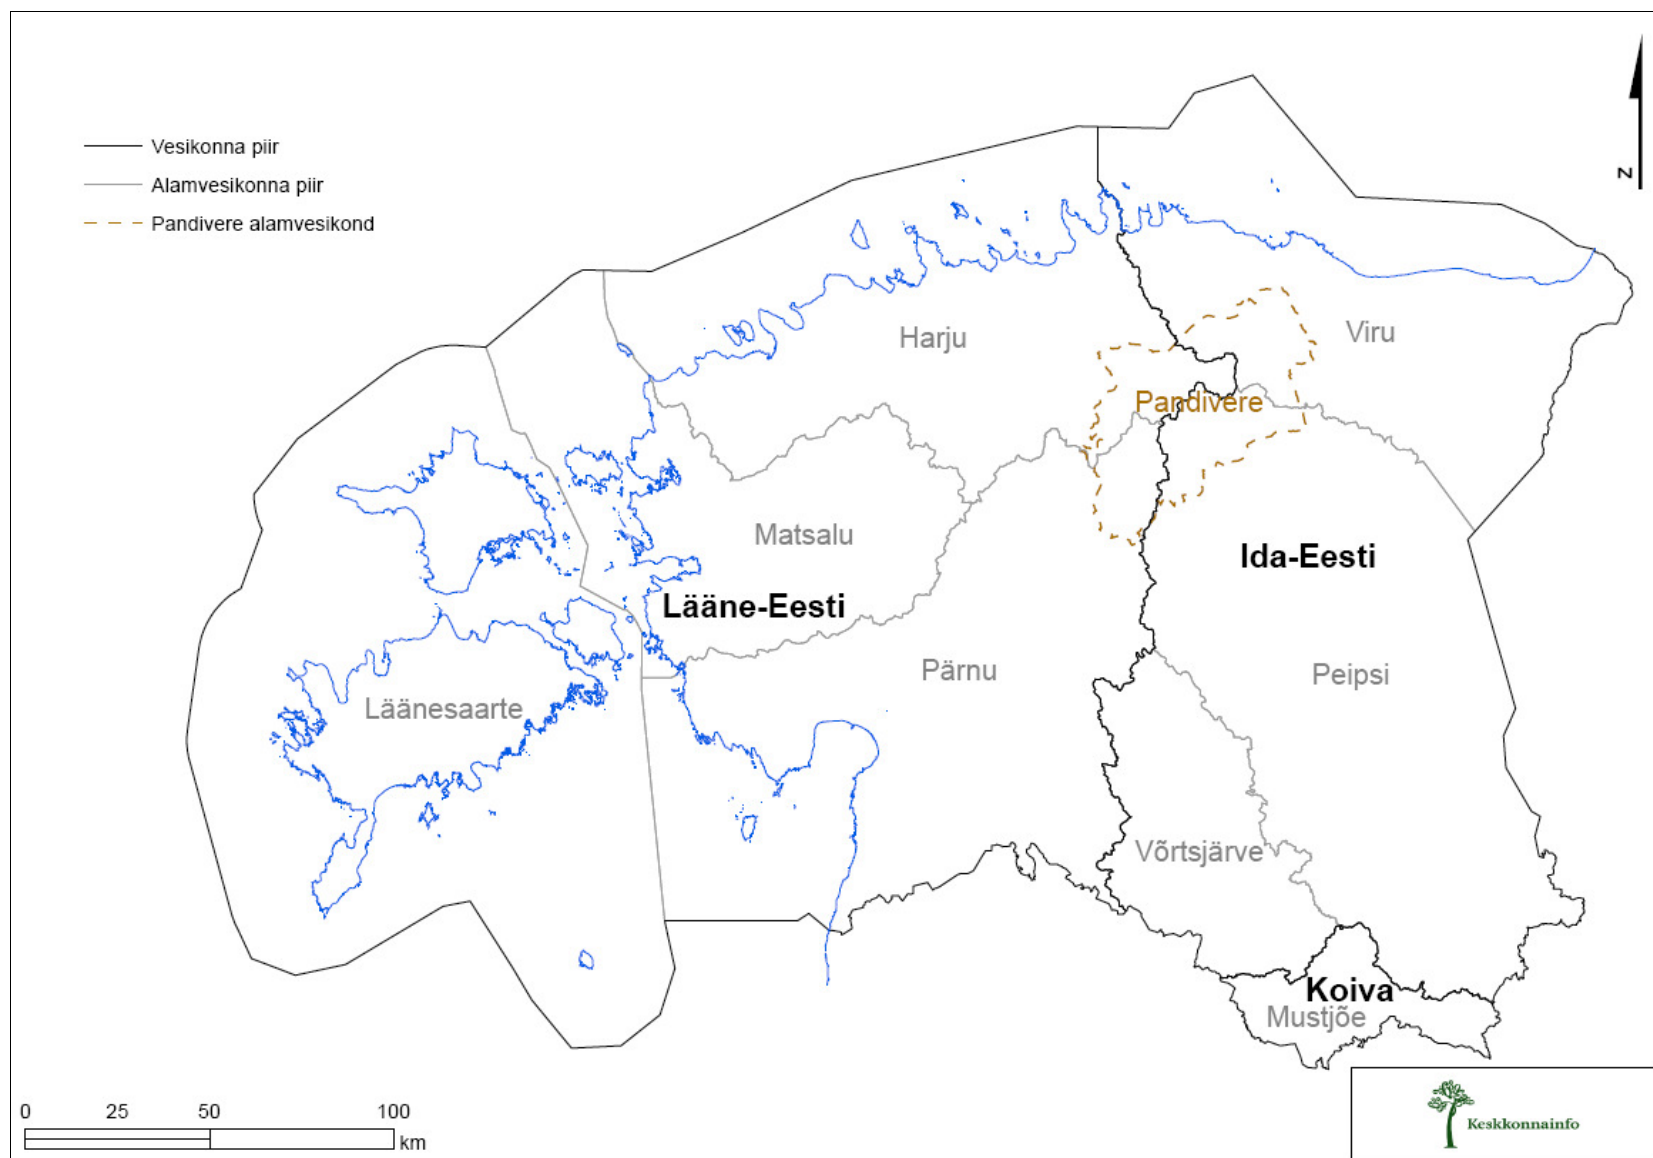 Vesikonna piir
Alamvesikonna piir
Pandivere alamvesikond
N
Harju
Viru
Pandivere
Matsalu
Ida-Eesti
Lääne-Eesti
Pärnu
Peipsi
Läänesaarte
Võrtsjärve
Koiva
Mustjõe
0 25 50 100
km
Keskkonnainfo